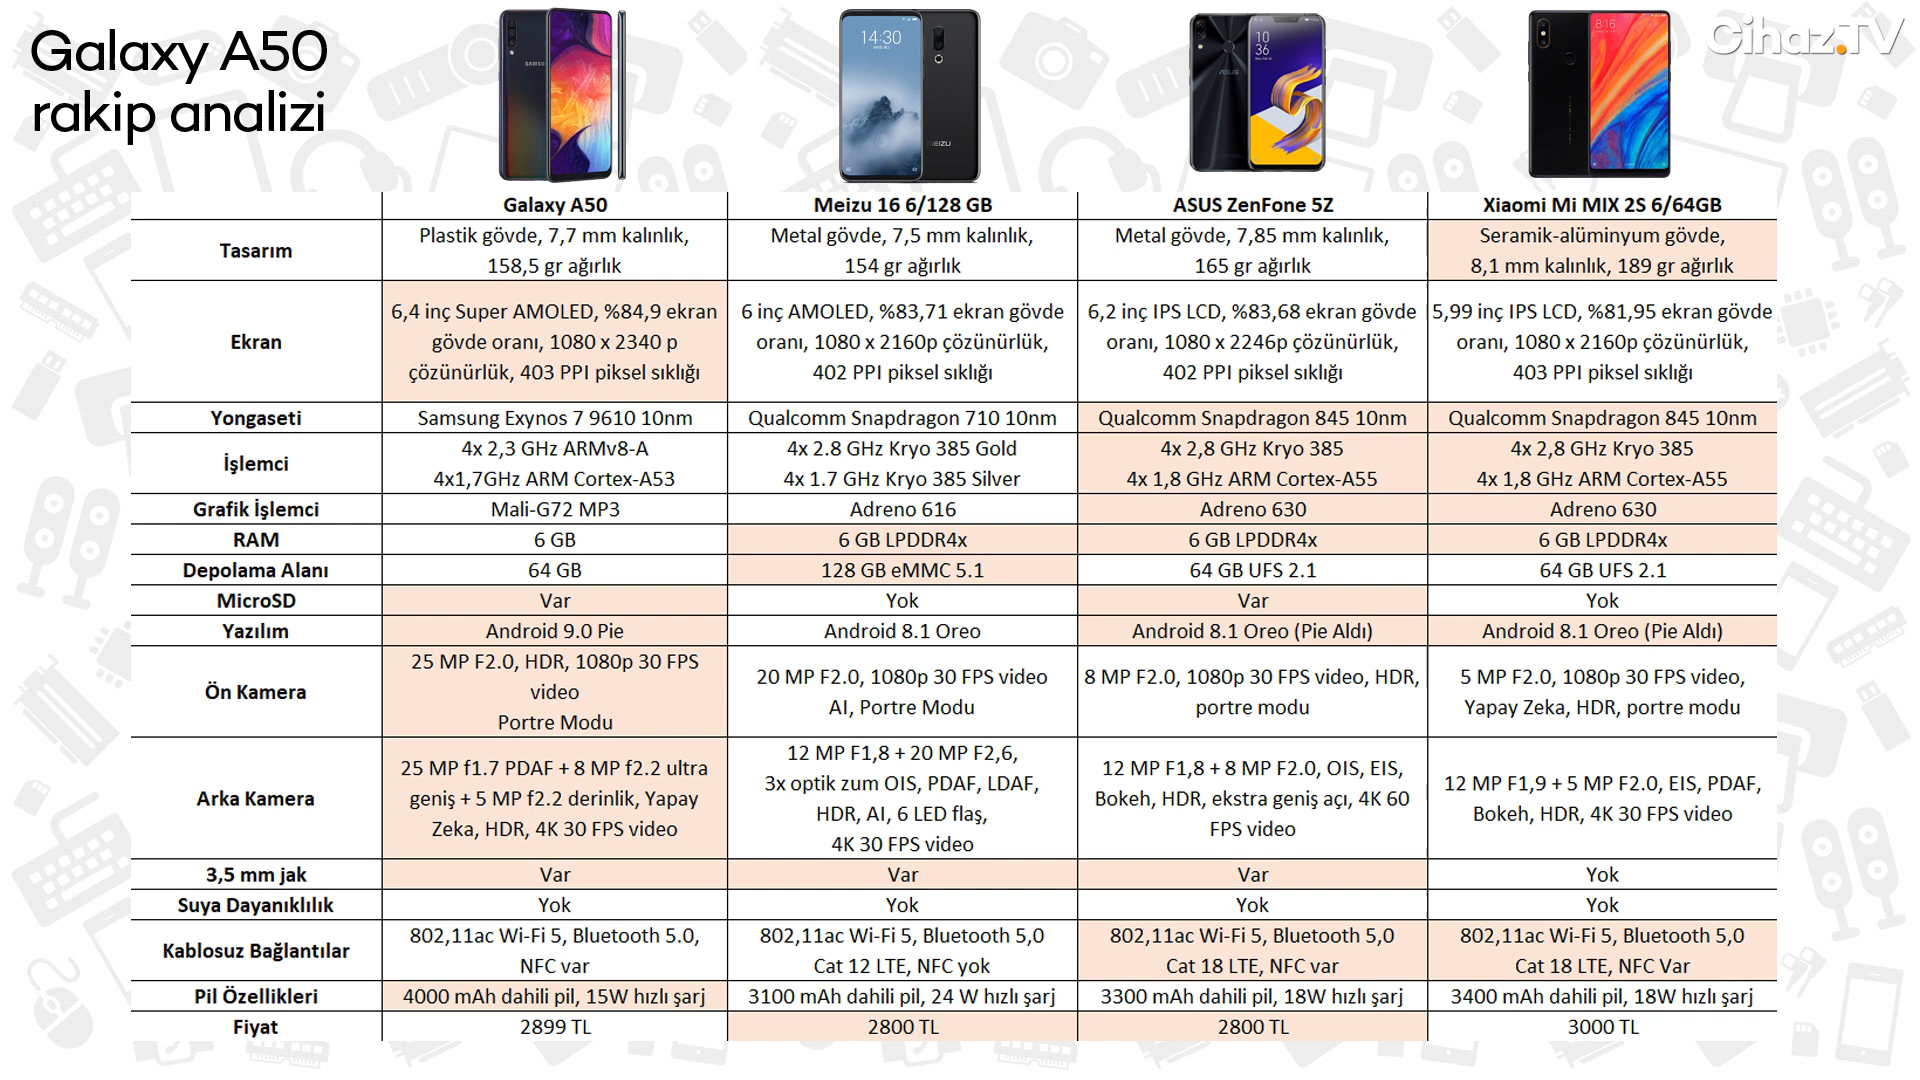 Galaxy A50
rakip analizi
Cihaz.TV
SAMSUNG
14:30
MEIZU
ASUS
10
36
8:16
Galaxy A50
Meizu 16 6/128 GB
ASUS ZenFone 5Z
Xiaomi Mi MIX 2S 6/64GB
Tasarım
Plastik gövde, 7,7 mm kalınlık,
158,5 gr ağırlık
Metal gövde, 7,5 mm kalınlık,
154 gr ağırlık
Metal gövde, 7,85 mm kalınlık,
165 gr ağırlık
Seramik-alüminyum gövde,
8,1 mm kalınlık, 189 gr ağırlık
Ekran
6,4 inç Super AMOLED, %84,9 ekran
gövde oranı, 1080 x 2340 p
çözünürlük, 403 PPI piksel sıklığı
6 inç AMOLED, %83,71 ekran gövde
oranı, 1080 x 2160p çözünürlük,
402 PPI piksel sıklığı
6,2 inç IPS LCD, %83,68 ekran gövde
oranı, 1080 x 2246p çözünürlük,
402 PPI piksel sıklığı
5,99 inç IPS LCD, %81,95 ekran gövde
oranı, 1080 x 2160p çözünürlük,
403 PPI piksel sıklığı
Yongaseti
Samsung Exynos 7 9610 10nm
Qualcomm Snapdragon 710 10nm
Qualcomm Snapdragon 845 10nm
Qualcomm Snapdragon 845 10nm
İşlemci
4x 2,3 GHz ARMv8-A
4x1,7GHz ARM Cortex-A53
4x 2.8 GHz Kryo 385 Gold
4x 1.7 GHz Kryo 385 Silver
4x 2,8 GHz Kryo 385
4x 1,8 GHz ARM Cortex-A55
4x 2,8 GHz Kryo 385
4x 1,8 GHz ARM Cortex-A55
Grafik İşlemci
Mali-G72 MP3
Adreno 616
Adreno 630
Adreno 630
RAM
6 GB
6 GB LPDDR4x
6 GB LPDDR4x
6 GB LPDDR4x
Depolama Alanı
64 GB
128 GB eMMC 5.1
64 GB UFS 2.1
64 GB UFS 2.1
MicroSD
Var
Yok
Var
Yok
Yazılım
Android 9.0 Pie
Android 8.1 Oreo
Android 8.1 Oreo (Pie Aldı)
Android 8.1 Oreo (Pie Aldı)
Ön Kamera
25 MP F2.0, HDR, 1080p 30 FPS
video
Portre Modu
20 MP F2.0, 1080p 30 FPS video
AI, Portre Modu
8 MP F2.0, 1080p 30 FPS video, HDR,
portre modu
5 MP F2.0, 1080p 30 FPS video,
Yapay Zeka, HDR, portre modu
Arka Kamera
25 MP f1.7 PDAF + 8 MP f2.2 ultra
geniş + 5 MP f2.2 derinlik, Yapay
Zeka, HDR, 4K 30 FPS video
12 MP F1,8 + 20 MP F2,6,
3x optik zum OIS, PDAF, LDAF,
HDR, AI, 6 LED flaş,
4K 30 FPS video
12 MP F1,8 + 8 MP F2.0, OIS, EIS,
Bokeh, HDR, ekstra geniş açı, 4K 60
FPS video
12 MP F1,9 + 5 MP F2.0, EIS, PDAF,
Bokeh, HDR, 4K 30 FPS video
3,5 mm jak
Var
Var
Var
Yok
Suya Dayanıklılık
Yok
Yok
Yok
Yok
Kablosuz Bağlantılar
802,11ac Wi-Fi 5, Bluetooth 5.0,
NFC var
802,11ac Wi-Fi 5, Bluetooth 5,0
Cat 12 LTE, NFC yok
802,11ac Wi-Fi 5, Bluetooth 5,0
Cat 18 LTE, NFC var
802,11ac Wi-Fi 5, Bluetooth 5,0
Cat 18 LTE, NFC Var
Pil Özellikleri
4000 mAh dahili pil, 15W hızlı şarj
3100 mAh dahili pil, 24 W hızlı şarj
3300 mAh dahili pil, 18W hızlı şarj
3400 mAh dahili pil, 18W hızlı şarj
Fiyat
2899 TL
2800 TL
2800 TL
3000 TL